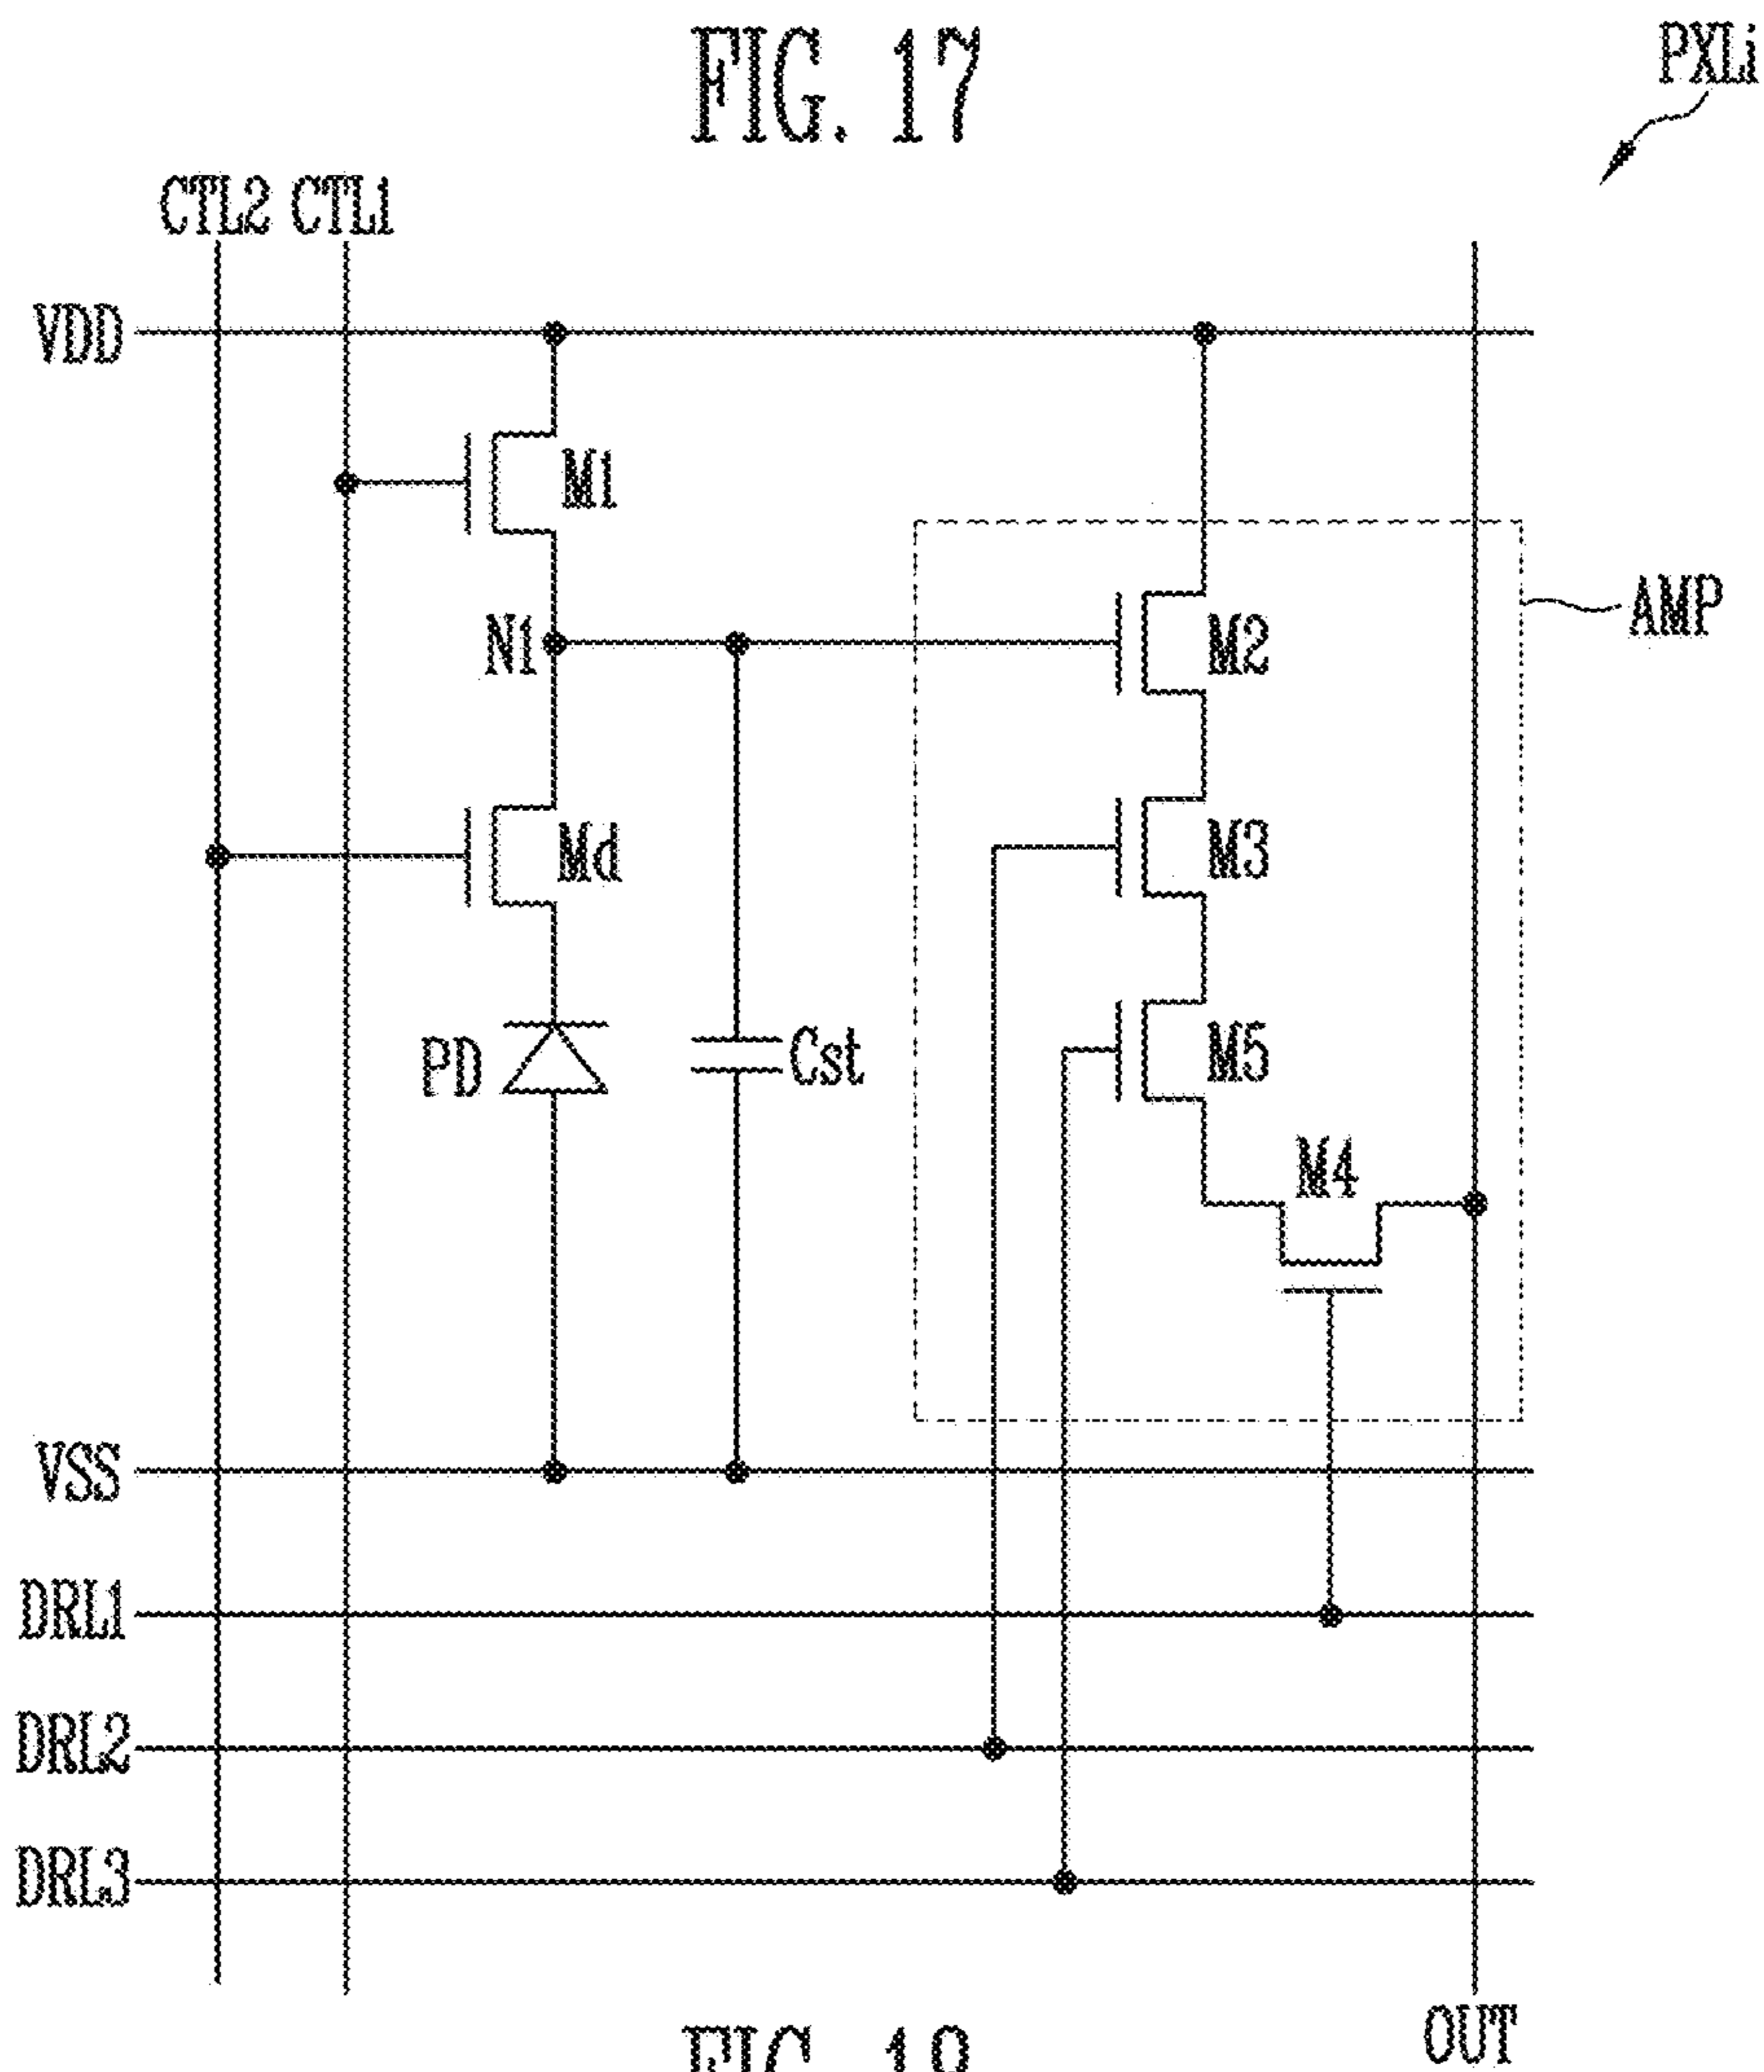 FIG. 17
PXLi
CTL2 CTL1
VDD
M1
AMP
N1
M2
Md
M3
PD
Cst
M5
M4
VSS
DRL1
DRL2
DRL3
OUT